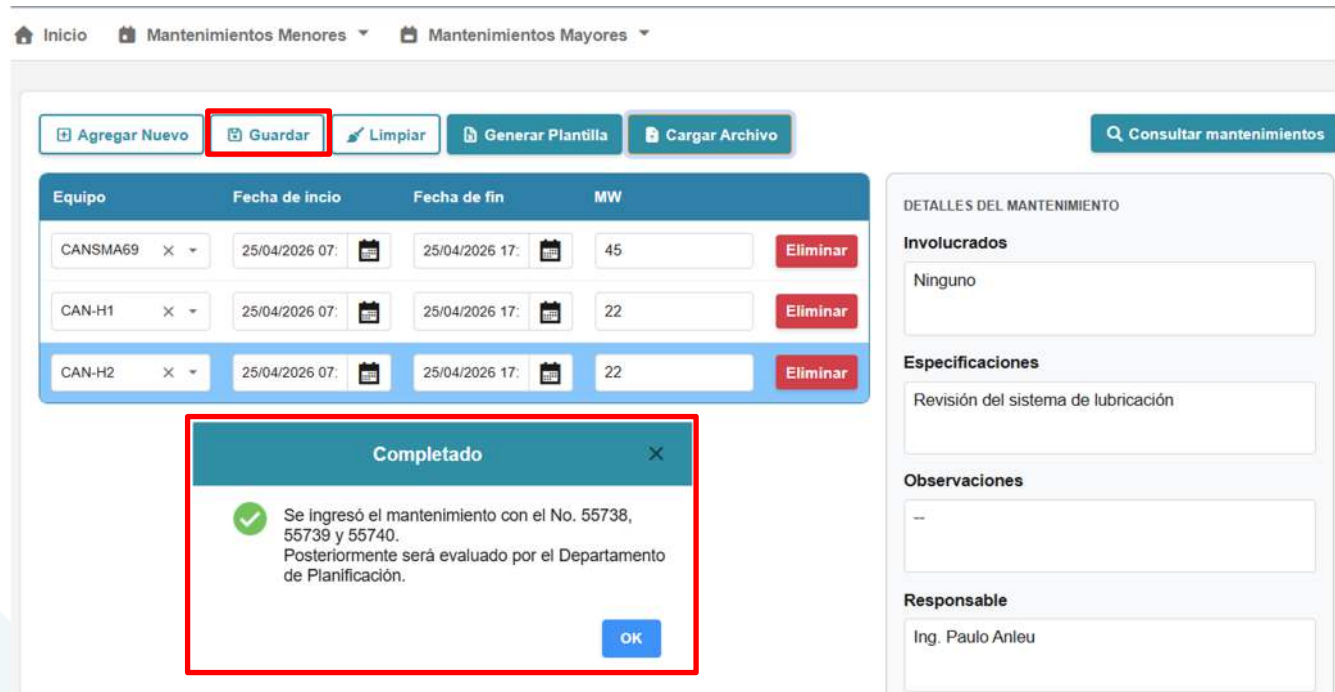 Inicio Mantenimientos Menores Mantenimientos Mayores
Agregar Nuevo Guardar Limpiar Generar Plantilla Cargar Archivo Consultar mantenimientos
Equipo Fecha de incio Fecha de fin MW
CANSMA69 25/04/2026 07: 25/04/2026 17: 45 Eliminar
CAN-H1 25/04/2026 07: 25/04/2026 17: 22 Eliminar
CAN-H2 25/04/2026 07: 25/04/2026 17: 22 Eliminar
Completado
Se ingresó el mantenimiento con el No. 55738,
55739 y 55740.
Posteriormente será evaluado por el Departamento
de Planificación.
OK
DETALLES DEL MANTENIMIENTO
Involucrados
Ninguno
Especificaciones
Revisión del sistema de lubricación
Observaciones
--
Responsable
Ing. Paulo Anleu